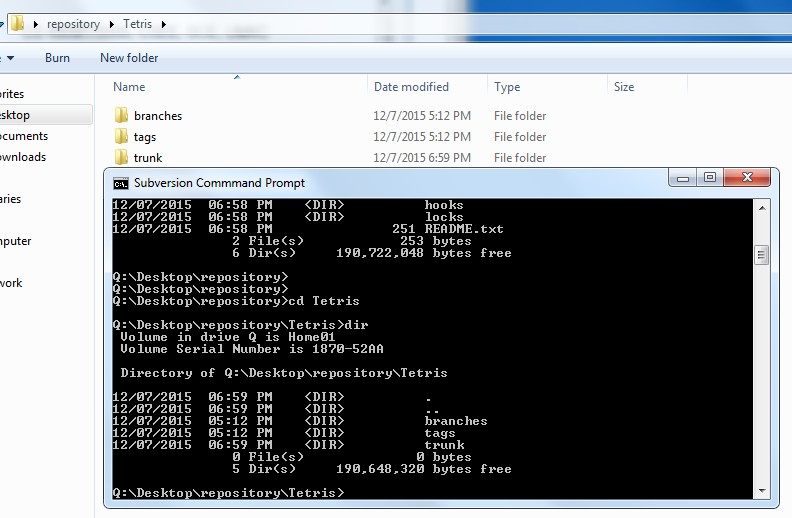 repository Tetris
Burn New folder
Name Date modified Type Size
branches 12/7/2015 5:12 PM File folder
tags 12/7/2015 5:12 PM File folder
trunk 12/7/2015 6:59 PM File folder
rites
sktop
ocuments
ownloads
aries
mputer
work
Subversion Commmand Prompt
12/07/2015 06:58 PM <DIR> hooks
12/07/2015 06:58 PM <DIR> locks
12/07/2015 06:58 PM 251 README.txt
2 File(s) 253 bytes
6 Dir(s) 190,722,048 bytes free
Q:\Desktop\repository>
Q:\Desktop\repository>
Q:\Desktop\repository>cd Tetris
Q:\Desktop\repository\Tetris>dir
Volume in drive Q is Home01
Volume Serial Number is 1870-52AA
Directory of Q:\Desktop\repository\Tetris
12/07/2015 06:59 PM <DIR> .
12/07/2015 06:59 PM <DIR> ..
12/07/2015 05:12 PM <DIR> branches
12/07/2015 05:12 PM <DIR> tags
12/07/2015 06:59 PM <DIR> trunk
0 File(s) 0 bytes
5 Dir(s) 190,648,320 bytes free
Q:\Desktop\repository\Tetris>